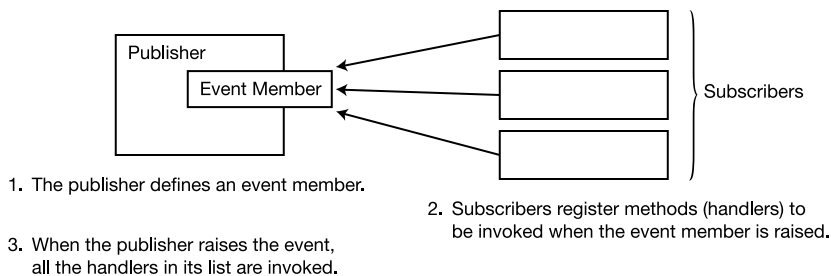 Publisher
Event Member
Subscribers
1. The publisher defines an event member.
2. Subscribers register methods (handlers) to
be invoked when the event member is raised.
3. When the publisher raises the event,
all the handlers in its list are invoked.